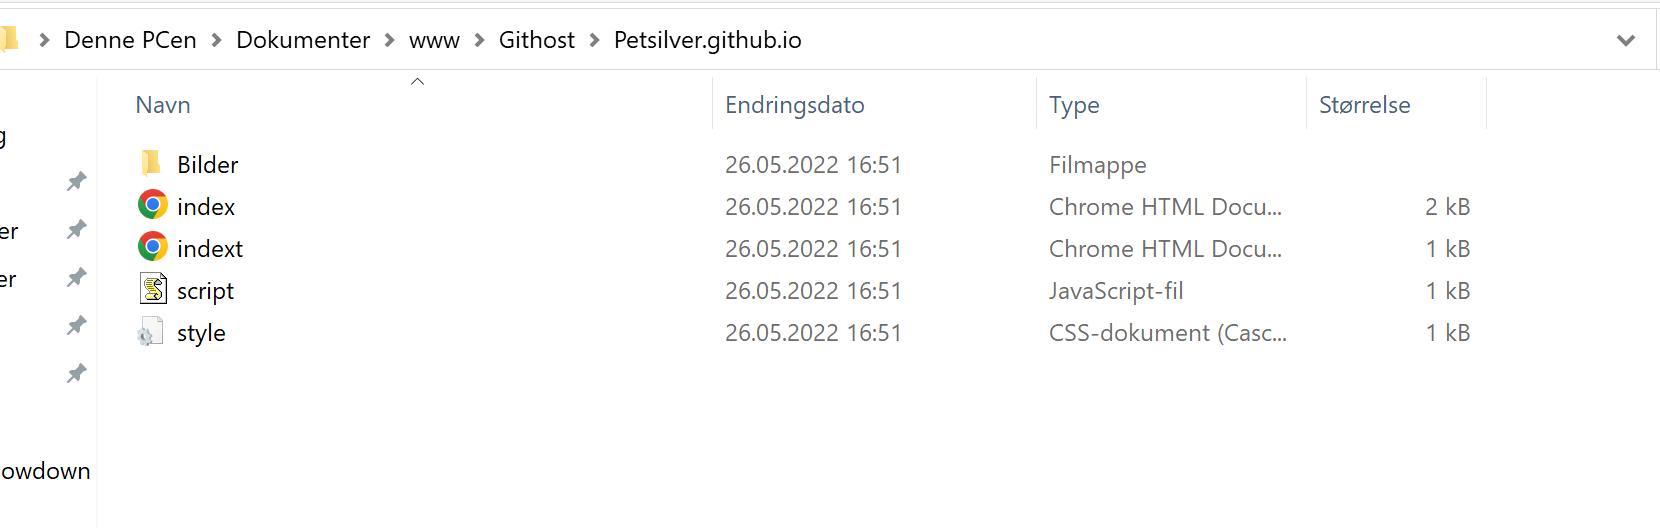 Denne PCen > Dokumenter > www > Githost > Petsilver.github.io
Navn Endringsdato Type Størrelse
g
Bilder 26.05.2022 16:51 Filmappe
index 26.05.2022 16:51 Chrome HTML Docu... 2 kB
er
indext 26.05.2022 16:51 Chrome HTML Docu... 1 kB
er
script 26.05.2022 16:51 JavaScript-fil 1 kB
style 26.05.2022 16:51 CSS-dokument (Casc... 1 kB
owdown